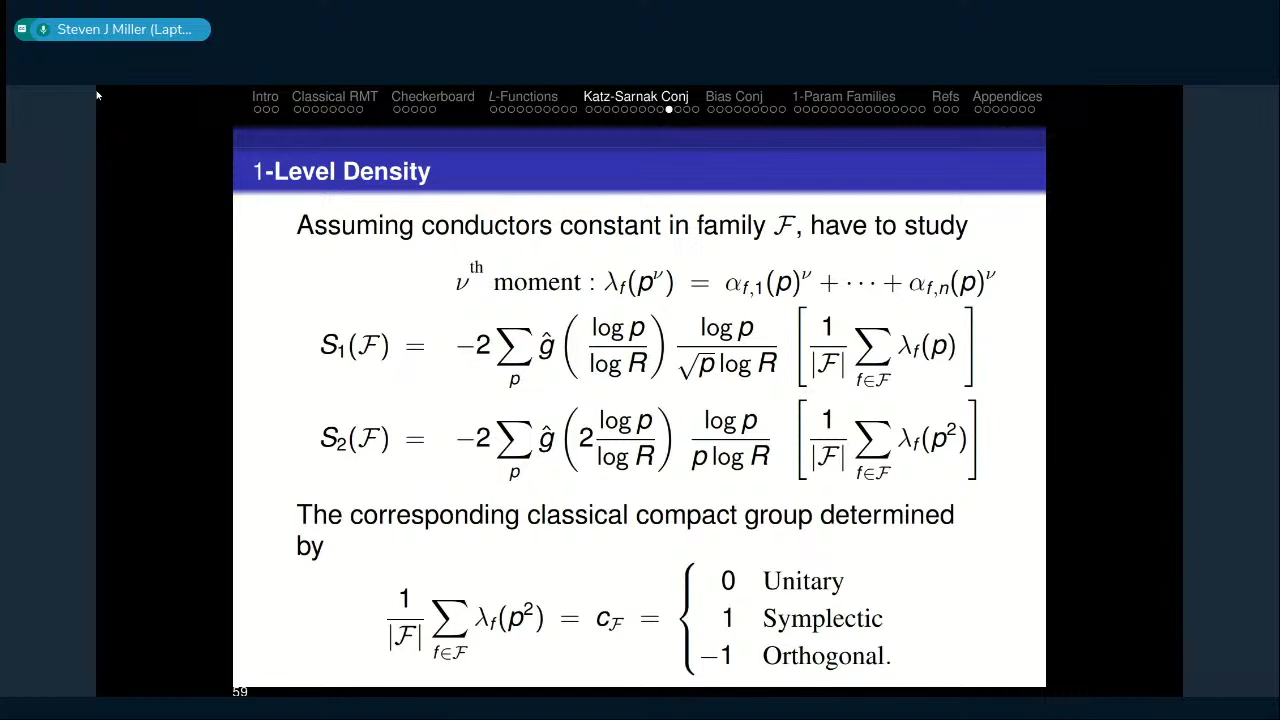 Steven J Miller (Lapt...
Intro Classical RMT Checkerboard L-Functions Katz-Sarnak Conj Bias Conj 1-Param Families Refs Appendices
1-Level Density
Assuming conductors constant in family ℱ, have to study
νᵗʰ moment : λ_f(p^ν) = α_{f,1}(p)^ν + ⋯ + α_{f,n}(p)^ν
S₁(ℱ) = −2 ∑_p ĝ(log p / log R) log p / (√p log R) [1/|ℱ| ∑_{f∈ℱ} λ_f(p)]
S₂(ℱ) = −2 ∑_p ĝ(2 log p / log R) log p / (p log R) [1/|ℱ| ∑_{f∈ℱ} λ_f(p²)]
The corresponding classical compact group determined
by
1/|ℱ| ∑_{f∈ℱ} λ_f(p²) = c_ℱ = { 0 Unitary
1 Symplectic
−1 Orthogonal.
59